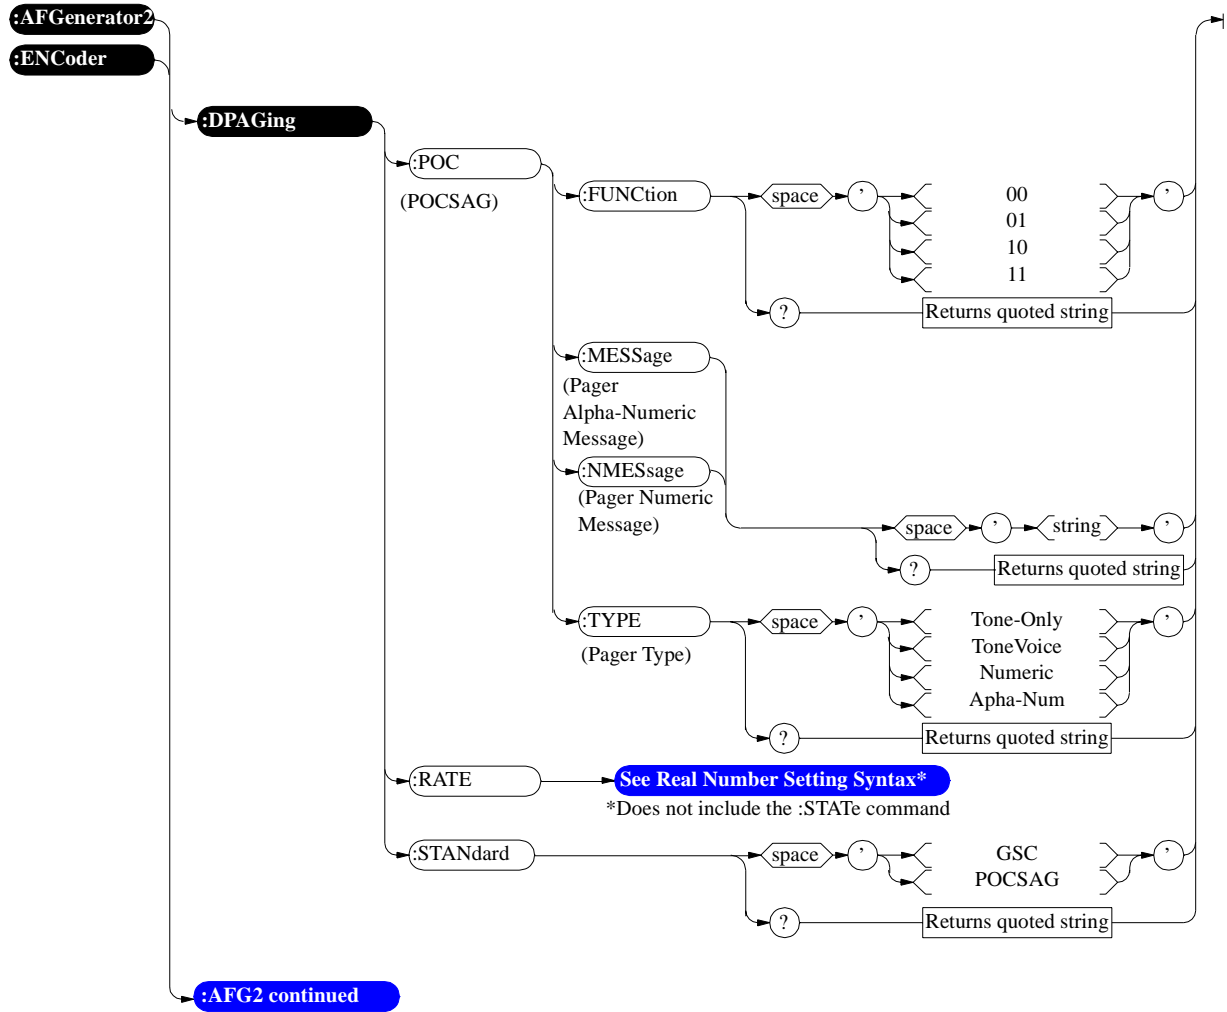 :AFGenerator2
:ENCoder
:DPAGing
:POC
(POCSAG)
:FUNCtion
space
’
00
01
10
11
’
?
Returns quoted string
:MESSage
(Pager
Alpha-Numeric
Message)
:NMESsage
(Pager Numeric
Message)
space
’
string
’
?
Returns quoted string
:TYPE
(Pager Type)
space
’
Tone-Only
ToneVoice
Numeric
Apha-Num
’
?
Returns quoted string
:RATE
See Real Number Setting Syntax*
*Does not include the :STATe command
:STANdard
space
’
GSC
POCSAG
’
?
Returns quoted string
:AFG2 continued